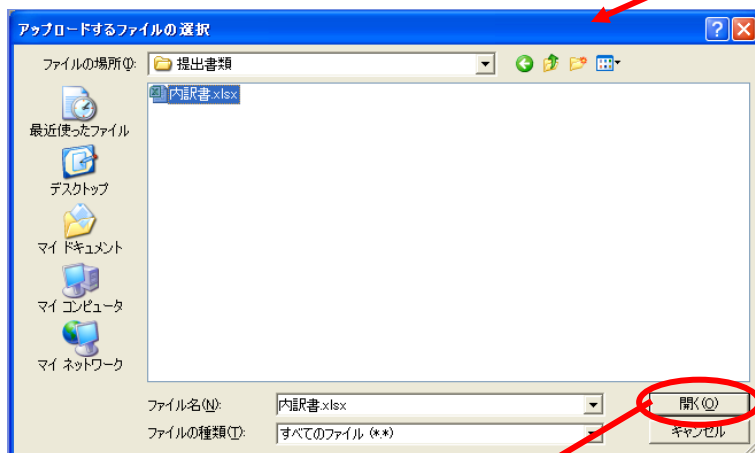 アップロードするファイルの選択
ファイルの場所(I):
提出書類
内訳書.xlsx
最近使ったファイル
デスクトップ
マイ ドキュメント
マイ コンピュータ
マイ ネットワーク
ファイル名(N):
内訳書.xlsx
開く(O)
ファイルの種類(T):
すべてのファイル (*.*)
キャンセル